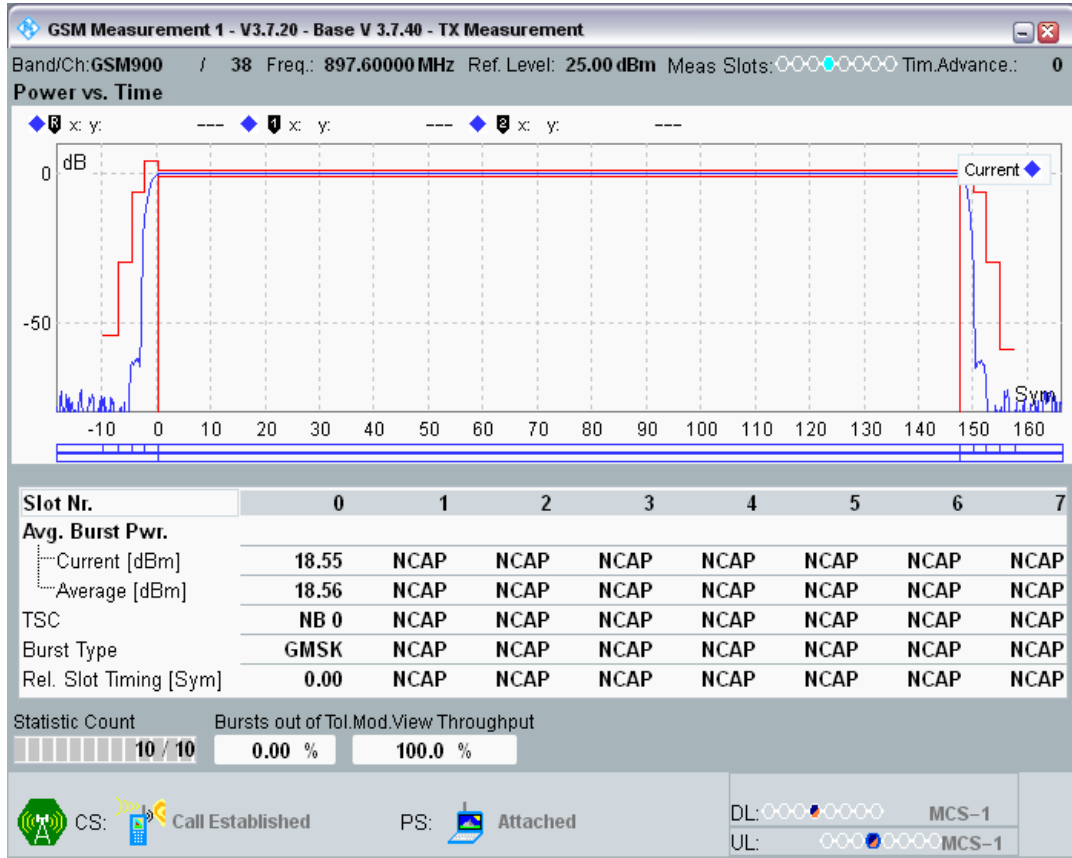 GSM Measurement 1 - V3.7.20 - Base V 3.7.40 - TX Measurement
Band/Ch:GSM900 / 38 Freq.: 897.60000 MHz Ref. Level: 25.00 dBm Meas Slots: Tim.Advance.: 0
Power vs. Time
R x: y: --- 1 x: y: --- 2 x: y: ---
dB
0
Current
-50
Sym
-10 0 10 20 30 40 50 60 70 80 90 100 110 120 130 140 150 160
Slot Nr. 0 1 2 3 4 5 6 7
Avg. Burst Pwr.
Current [dBm] 18.55 NCAP NCAP NCAP NCAP NCAP NCAP NCAP
Average [dBm] 18.56 NCAP NCAP NCAP NCAP NCAP NCAP NCAP
TSC NB 0 NCAP NCAP NCAP NCAP NCAP NCAP NCAP
Burst Type GMSK NCAP NCAP NCAP NCAP NCAP NCAP NCAP
Rel. Slot Timing [Sym] 0.00 NCAP NCAP NCAP NCAP NCAP NCAP NCAP
Statistic Count Bursts out of Tol. Mod.View Throughput
10 / 10 0.00 % 100.0 %
CS: Call Established PS: Attached
DL: MCS-1
UL: MCS-1